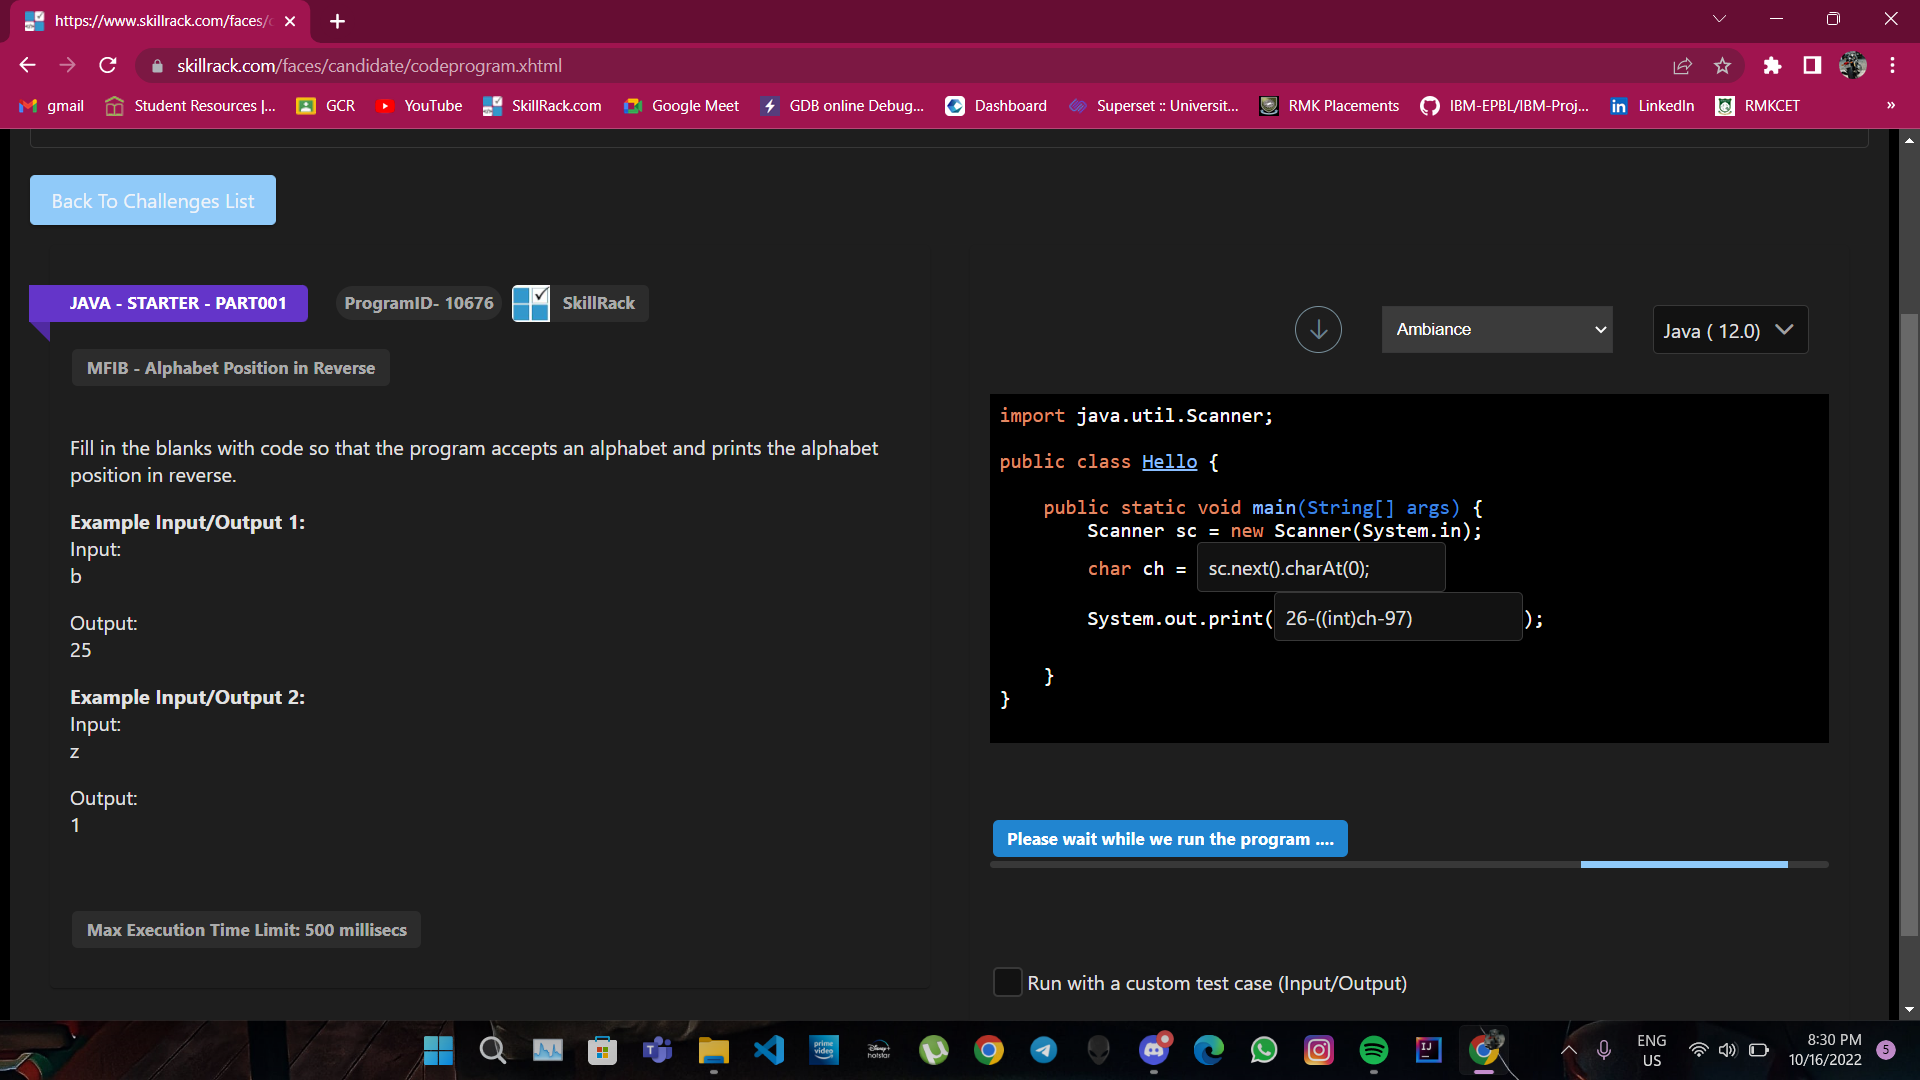 https://www.skillrack.com/faces/c
skillrack.com/faces/candidate/codeprogram.xhtml
gmail
Student Resources |...
GCR
YouTube
SkillRack.com
Google Meet
GDB online Debug...
Dashboard
Superset :: Universit...
RMK Placements
IBM-EPBL/IBM-Proj...
LinkedIn
RMKCET
»
Back To Challenges List
JAVA - STARTER - PART001
ProgramID- 10676
SkillRack
MFIB - Alphabet Position in Reverse
Fill in the blanks with code so that the program accepts an alphabet and prints the alphabet
position in reverse.
Example Input/Output 1:
Input:
b
Output:
25
Example Input/Output 2:
Input:
z
Output:
1
Max Execution Time Limit: 500 millisecs
Ambiance
Java ( 12.0)
import java.util.Scanner;
public class Hello {
public static void main(String[] args) {
Scanner sc = new Scanner(System.in);
char ch = sc.next().charAt(0);
System.out.print(26-((int)ch-97));
}
}
Please wait while we run the program ....
Run with a custom test case (Input/Output)
prime video
Disney+ hotstar
IJ
ENG
US
8:30 PM
10/16/2022
5